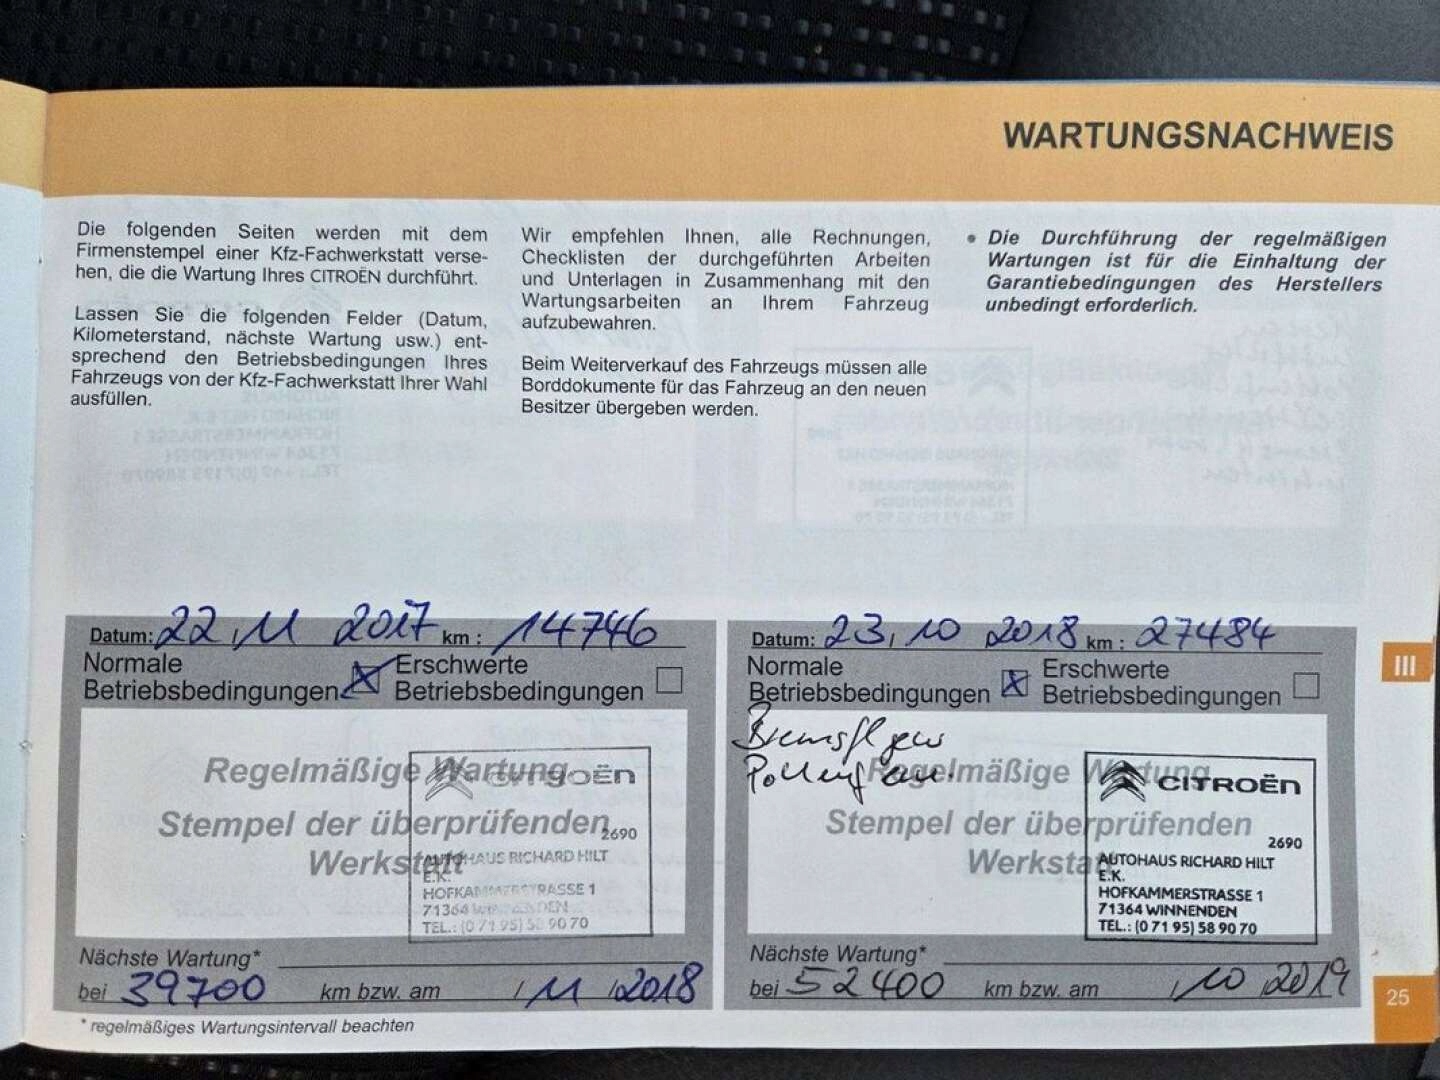 WARTUNGSNACHWEIS
Die folgenden Seiten werden mit dem
Firmenstempel einer Kfz-Fachwerkstatt verse-
hen, die die Wartung Ihres CITROËN durchführt.
Lassen Sie die folgenden Felder (Datum,
Kilometerstand, nächste Wartung usw.) ent-
sprechend den Betriebsbedingungen Ihres
Fahrzeugs von der Kfz-Fachwerkstatt Ihrer Wahl
ausfüllen.
Wir empfehlen Ihnen, alle Rechnungen,
Checklisten der durchgeführten Arbeiten
und Unterlagen in Zusammenhang mit den
Wartungsarbeiten an Ihrem Fahrzeug
aufzubewahren.
Beim Weiterverkauf des Fahrzeugs müssen alle
Borddokumente für das Fahrzeug an den neuen
Besitzer übergeben werden.
• Die Durchführung der regelmäßigen
Wartungen ist für die Einhaltung der
Garantiebedingungen des Herstellers
unbedingt erforderlich.
Datum: 22.11 2017 km : 14746
Normale
Betriebsbedingungen
Erschwerte
Betriebsbedingungen
Regelmäßige Wartung
Stempel der überprüfenden
Werkstatt
CITROËN
2690
AUTOHAUS RICHARD HILT
E.K.
HOFKAMMERSTRASSE 1
71364 WINNENDEN
TEL.: (0 71 95) 58 90 70
Nächste Wartung*
bei 39700 km bzw. am / 11 / 2018
* regelmäßiges Wartungsintervall beachten
Datum: 23.10 2018 km : 27484
Normale
Betriebsbedingungen
Erschwerte
Betriebsbedingungen
Regelmäßige Wartung
Stempel der überprüfenden
Werkstatt
CITROËN
2690
AUTOHAUS RICHARD HILT
E.K.
HOFKAMMERSTRASSE 1
71364 WINNENDEN
TEL.: (0 71 95) 58 90 70
Nächste Wartung*
bei 52400 km bzw. am / 10 / 2019
III
25